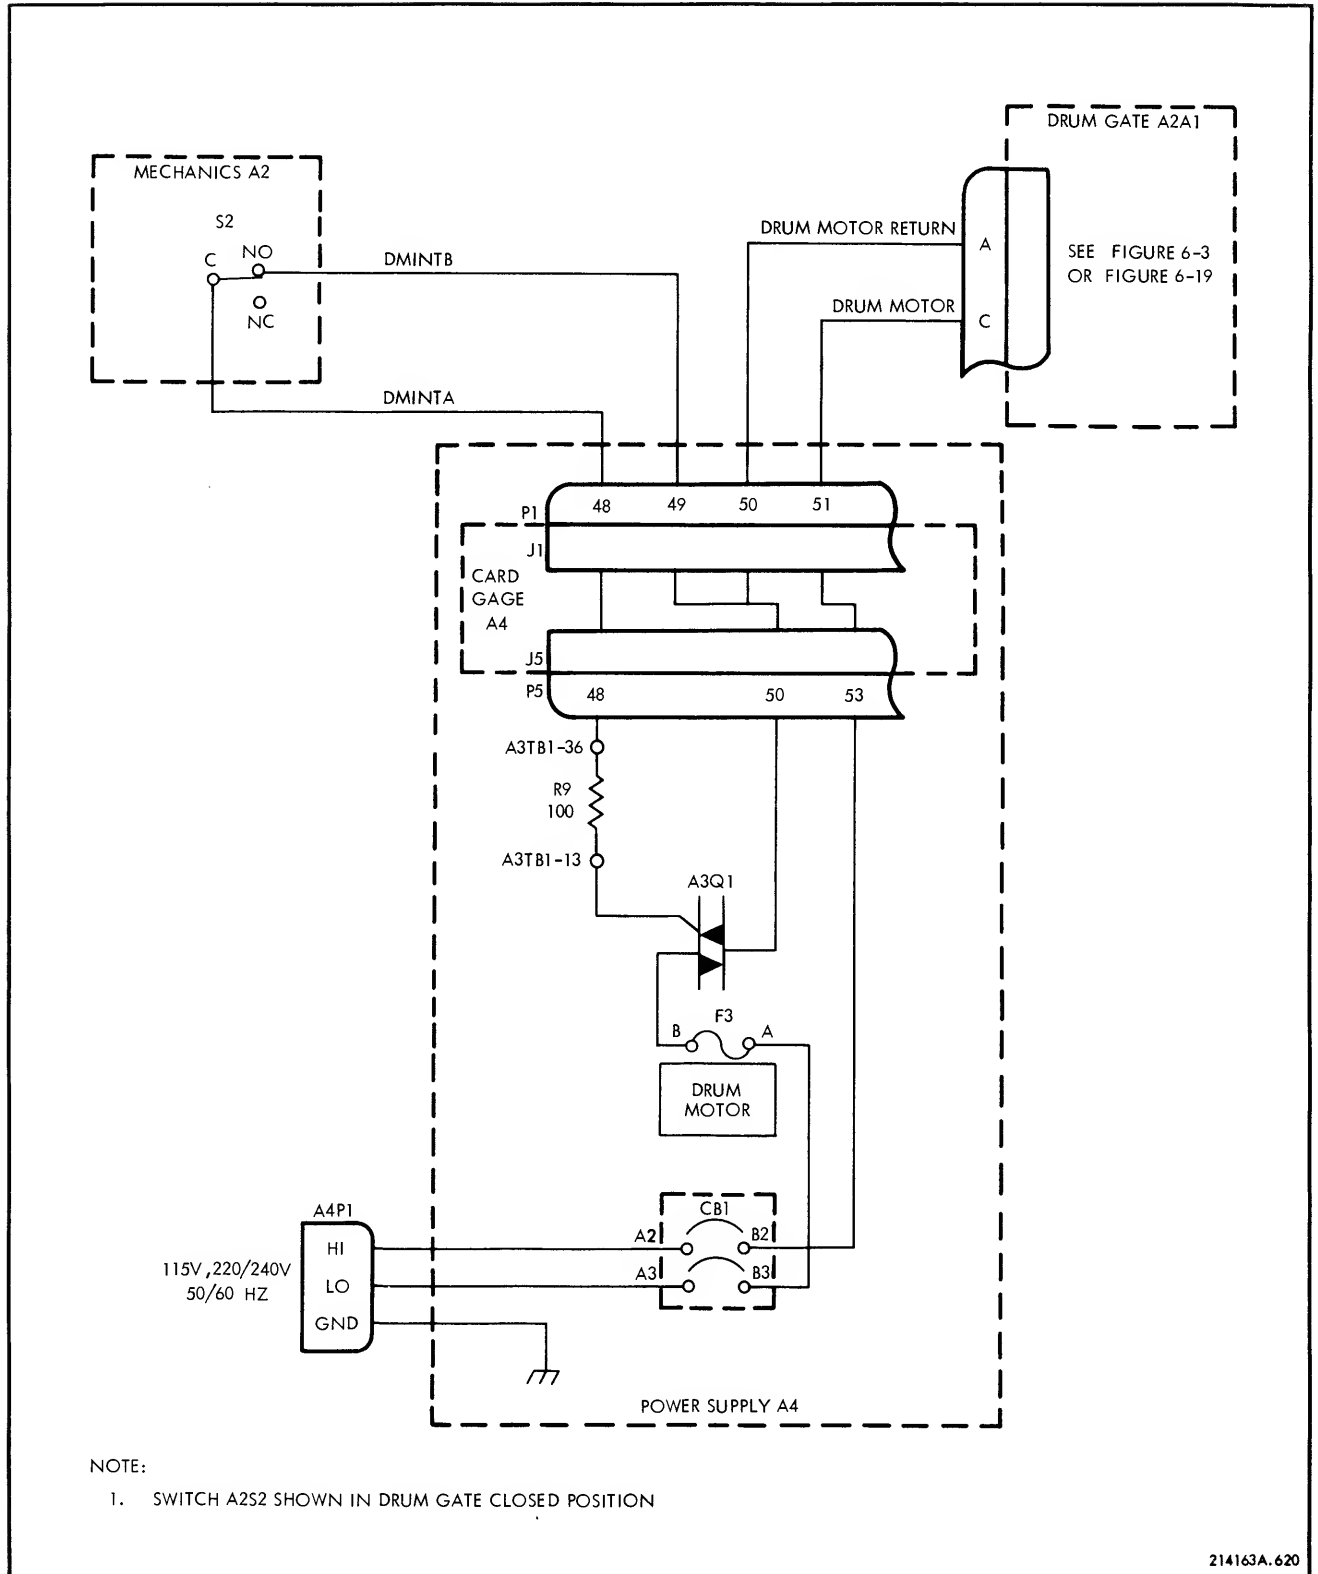 DRUM GATE A2A1
MECHANICS A2
S2
C
NO
NC
DMINTB
DMINTA
DRUM MOTOR RETURN
A
DRUM MOTOR
C
SEE FIGURE 6-3
OR FIGURE 6-19
P1
48
49
50
51
J1
CARD
GAGE
A4
J5
P5
48
50
53
A3TB1-36
R9
100
A3TB1-13
A3Q1
F3
B
A
DRUM
MOTOR
CB1
A4P1
HI
LO
GND
115V,220/240V
50/60 HZ
A2
B2
A3
B3
POWER SUPPLY A4
NOTE:
1. SWITCH A2S2 SHOWN IN DRUM GATE CLOSED POSITION
214163A.620